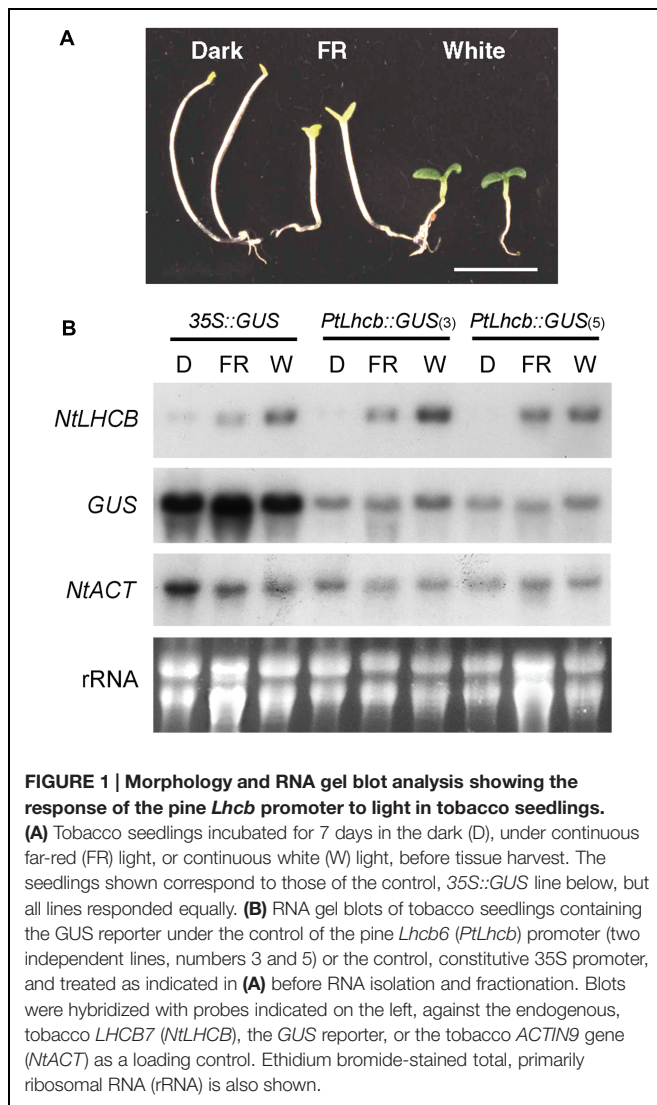 A
Dark FR White
B
35S::GUS PtLhcb::GUS(3) PtLhcb::GUS(5)
D FR W D FR W D FR W
NtLHCB
GUS
NtACT
rRNA
FIGURE 1 | Morphology and RNA gel blot analysis showing the
response of the pine Lhcb promoter to light in tobacco seedlings.
(A) Tobacco seedlings incubated for 7 days in the dark (D), under continuous
far-red (FR) light, or continuous white (W) light, before tissue harvest. The
seedlings shown correspond to those of the control, 35S::GUS line below, but
all lines responded equally. (B) RNA gel blots of tobacco seedlings containing
the GUS reporter under the control of the pine Lhcb6 (PtLhcb) promoter (two
independent lines, numbers 3 and 5) or the control, constitutive 35S promoter,
and treated as indicated in (A) before RNA isolation and fractionation. Blots
were hybridized with probes indicated on the left, against the endogenous,
tobacco LHCB7 (NtLHCB), the GUS reporter, or the tobacco ACTIN9 gene
(NtACT) as a loading control. Ethidium bromide-stained total, primarily
ribosomal RNA (rRNA) is also shown.